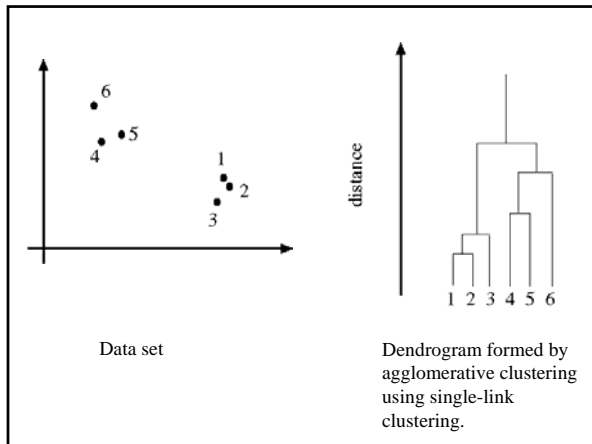 6
5
4
1
2
3
distance
1 2 3 4 5 6
Data set
Dendrogram formed by
agglomerative clustering
using single-link
clustering.